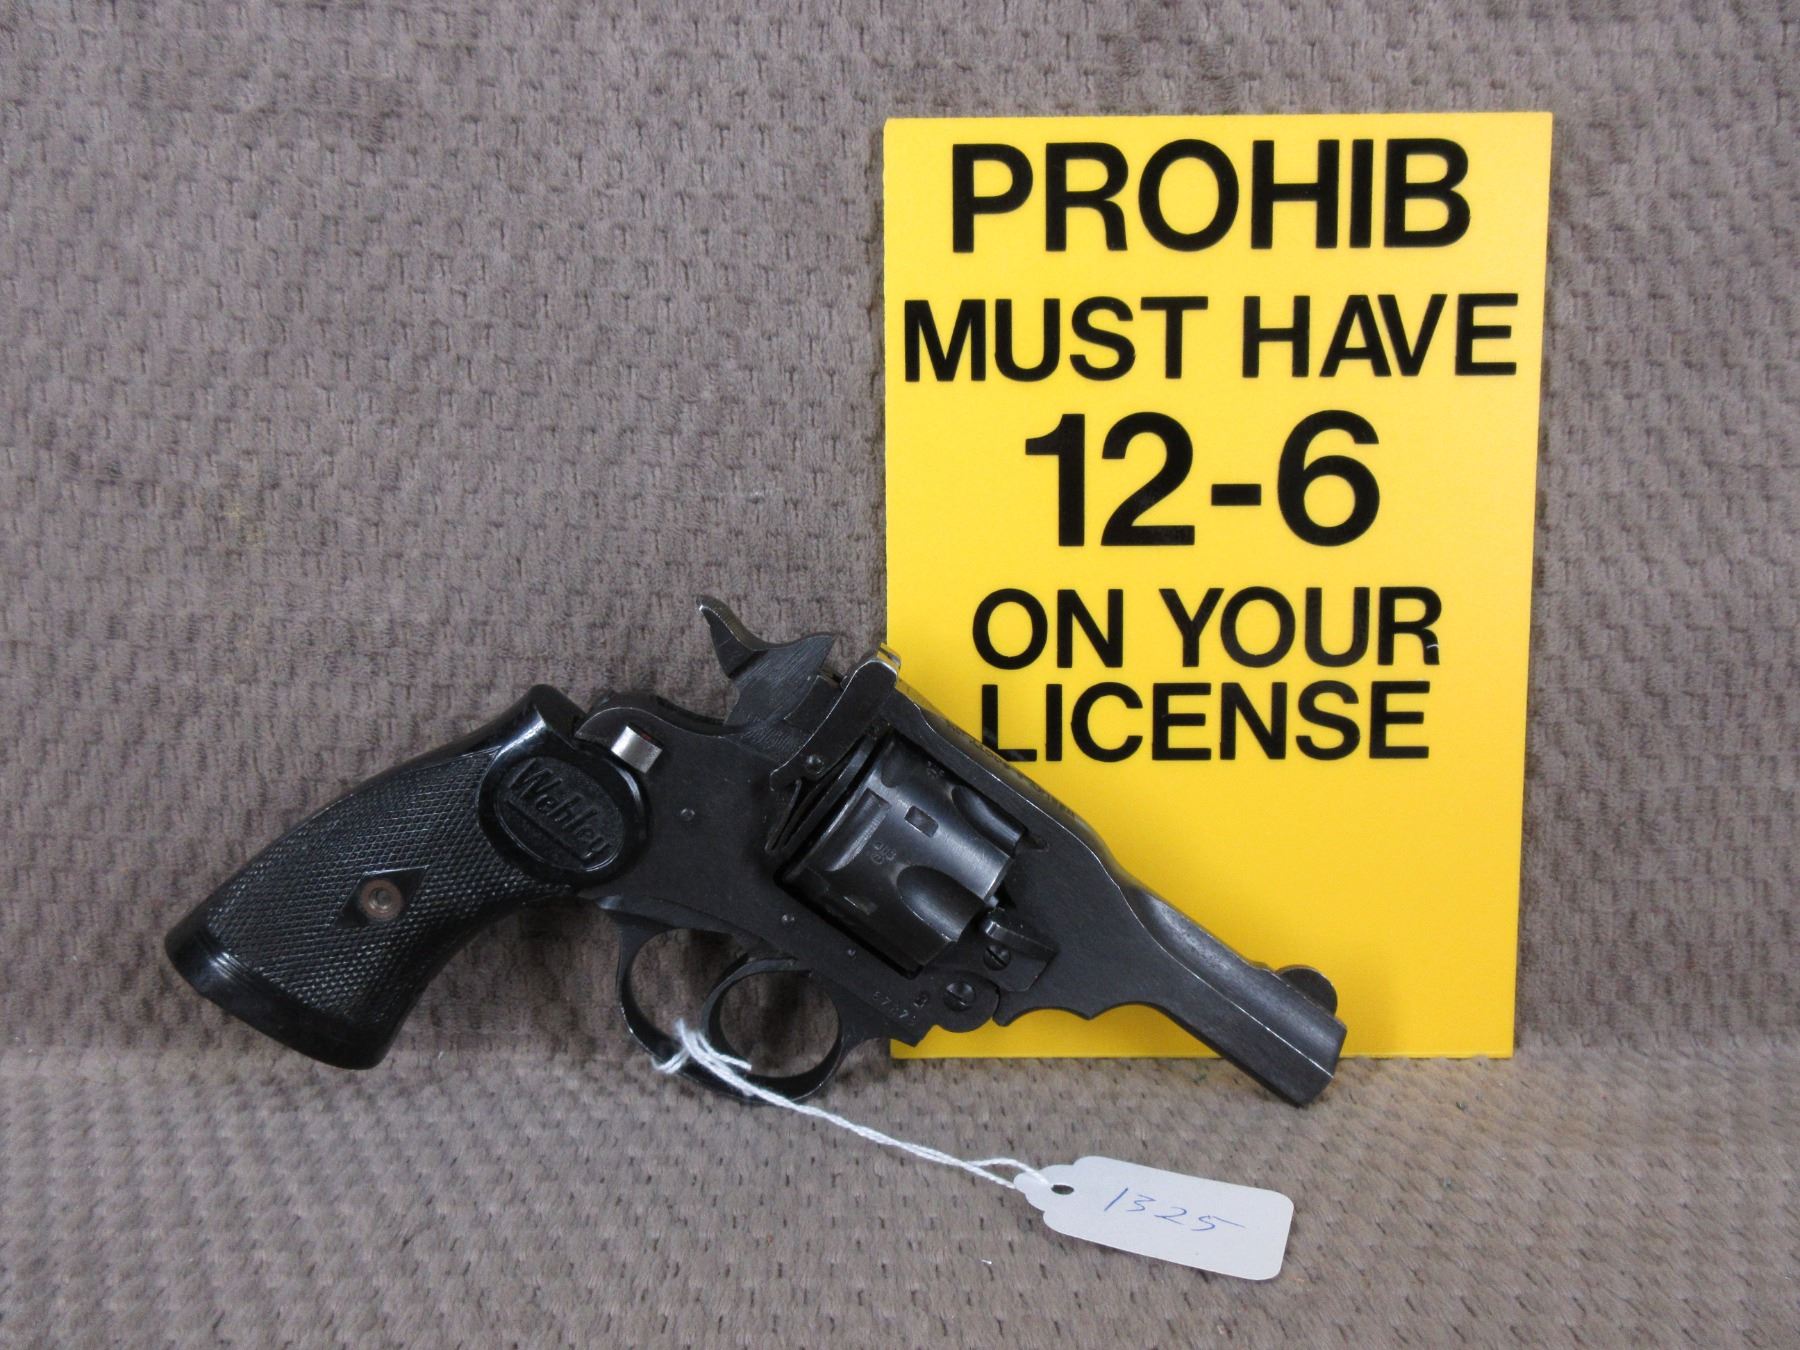 PROHIB
MUST HAVE
12-6
ON YOUR
LICENSE
Webley
1325